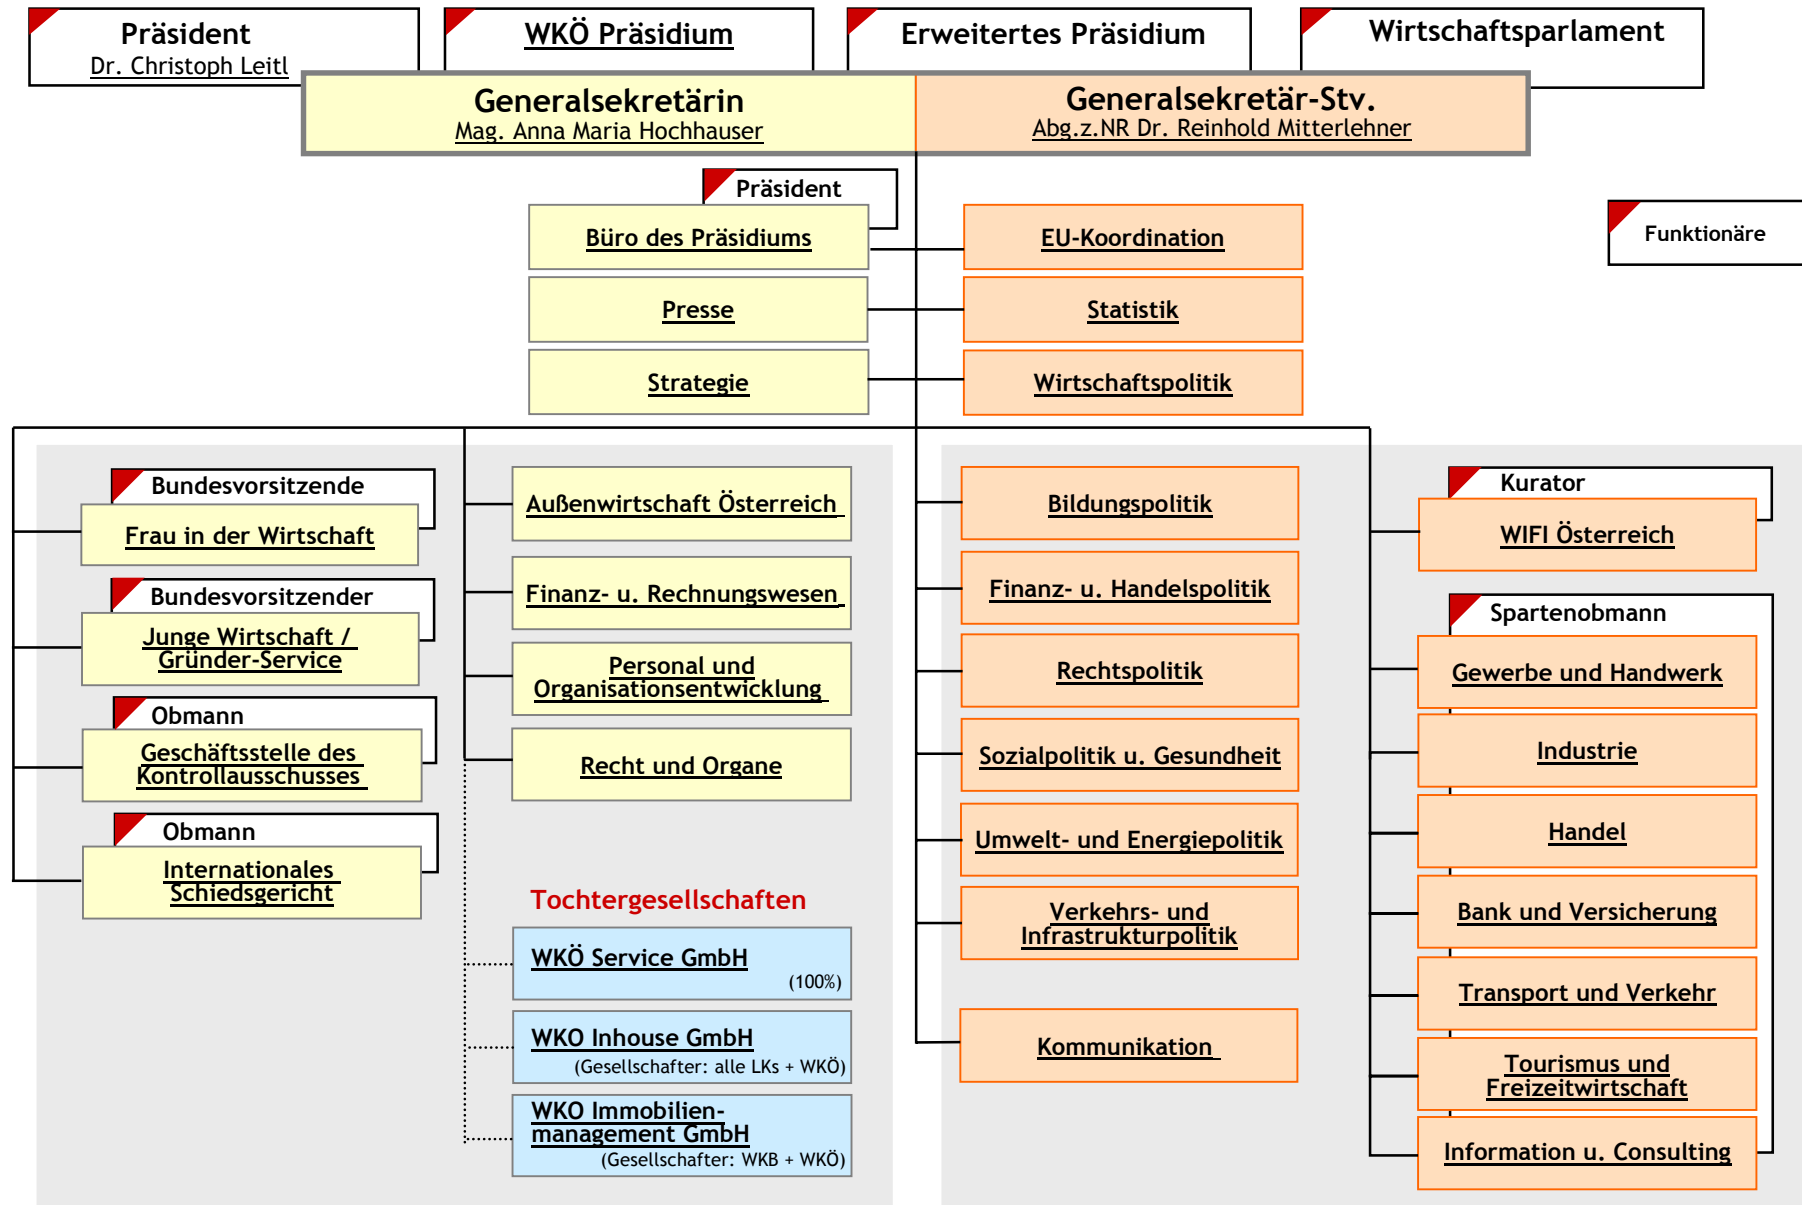 Präsident
Dr. Christoph Leitl
WKÖ Präsidium
Erweitertes Präsidium
Wirtschaftsparlament
Generalsekretärin
Mag. Anna Maria Hochhauser
Generalsekretär-Stv.
Abg.z.NR Dr. Reinhold Mitterlehner
Präsident
Büro des Präsidiums
EU-Koordination
Funktionäre
Presse
Statistik
Strategie
Wirtschaftspolitik
Bundesvorsitzende
Frau in der Wirtschaft
Bundesvorsitzender
Junge Wirtschaft /
Gründer-Service
Obmann
Geschäftsstelle des
Kontrollausschusses
Obmann
Internationales
Schiedsgericht
Außenwirtschaft Österreich
Finanz- u. Rechnungswesen
Personal und
Organisationsentwicklung
Recht und Organe
Tochtergesellschaften
WKÖ Service GmbH
(100%)
WKO Inhouse GmbH
(Gesellschafter: alle LKs + WKÖ)
WKO Immobilien-
management GmbH
(Gesellschafter: WKB + WKÖ)
Bildungspolitik
Finanz- u. Handelspolitik
Rechtspolitik
Sozialpolitik u. Gesundheit
Umwelt- und Energiepolitik
Verkehrs- und
Infrastrukturpolitik
Kommunikation
Kurator
WIFI Österreich
Spartenobmann
Gewerbe und Handwerk
Industrie
Handel
Bank und Versicherung
Transport und Verkehr
Tourismus und
Freizeitwirtschaft
Information u. Consulting